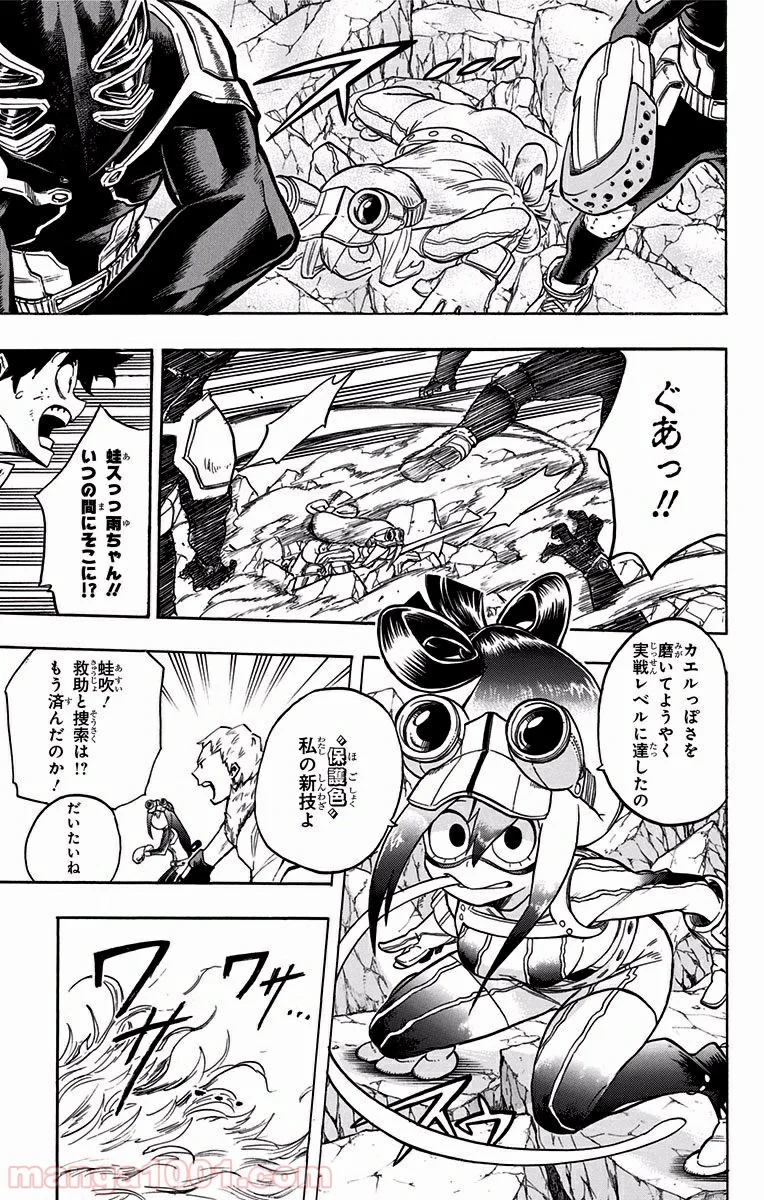 ぐあっ!!
蛙スっっ雨ちゃん!!
いつの間にそこに!?
カエルっぽさを
磨いてようやく
実戦レベルに達したの
“保護色”
私の新技よ
蛙吹!
救助と捜索は!?
もう済んだのか!
だいたいね
スゥ
ワサ
ワサ…
manga1001.com